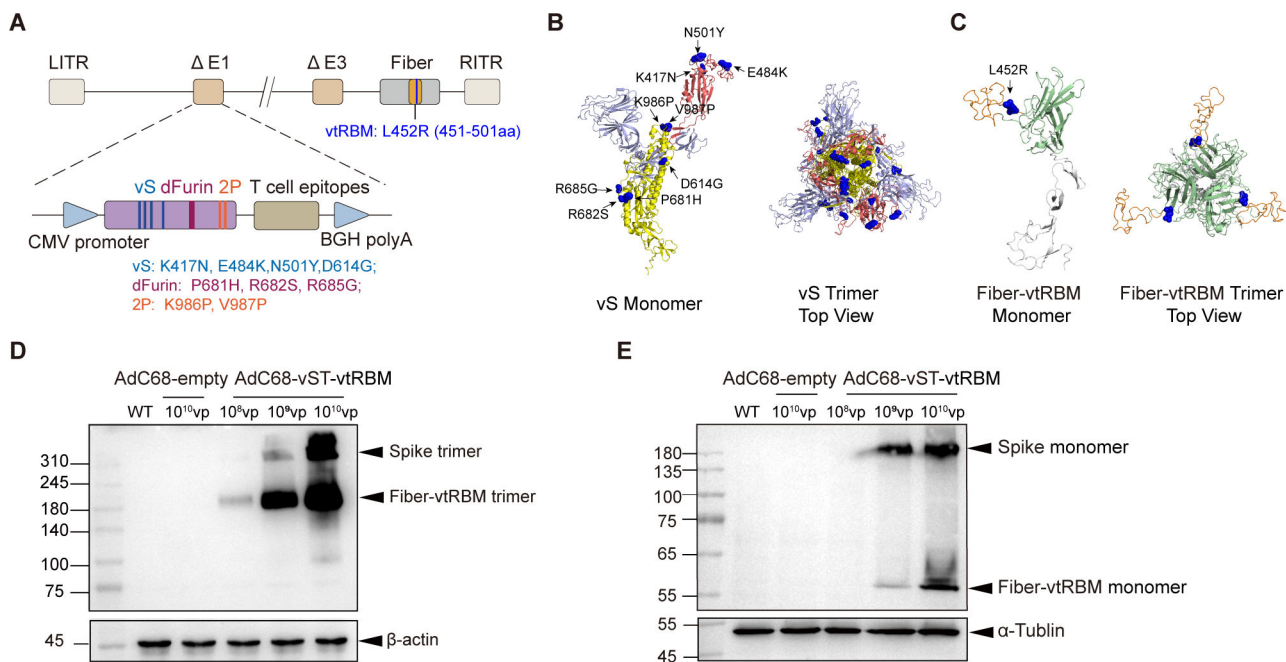 A
LITR
Δ E1
Δ E3
Fiber
RITR
vtRBM: L452R (451-501aa)
vS dFurin 2P T cell epitopes
CMV promoter
BGH polyA
vS: K417N, E484K,N501Y,D614G;
dFurin: P681H, R682S, R685G;
2P: K986P, V987P
B
N501Y
K417N
E484K
K986P
V987P
R685G
D614G
R682S
P681H
vS Monomer
vS Trimer
Top View
C
L452R
Fiber-vtRBM
Monomer
Fiber-vtRBM Trimer
Top View
D
AdC68-empty AdC68-vST-vtRBM
WT 10¹⁰vp 10⁸vp 10⁹vp 10¹⁰vp
310
245
180
140
100
75
45
Spike trimer
Fiber-vtRBM trimer
β-actin
E
AdC68-empty AdC68-vST-vtRBM
WT 10¹⁰vp 10⁸vp 10⁹vp 10¹⁰vp
180
135
100
75
65
55
55
45
Spike monomer
Fiber-vtRBM monomer
α-Tublin